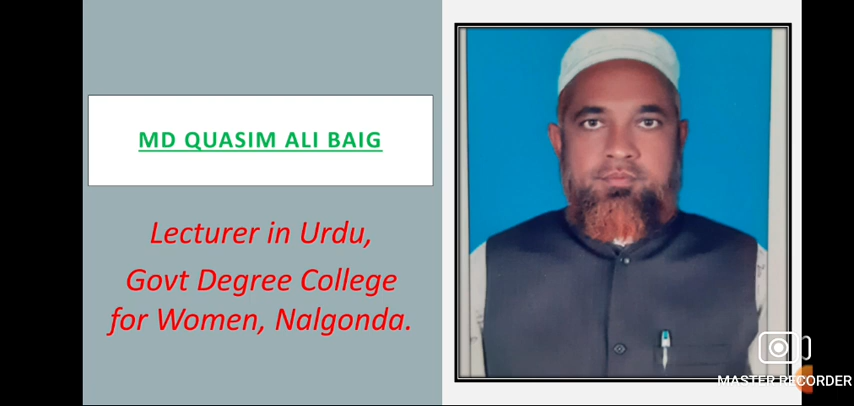 MD QUASIM ALI BAIG
Lecturer in Urdu,
Govt Degree College
for Women, Nalgonda.
MASTER RECORDER